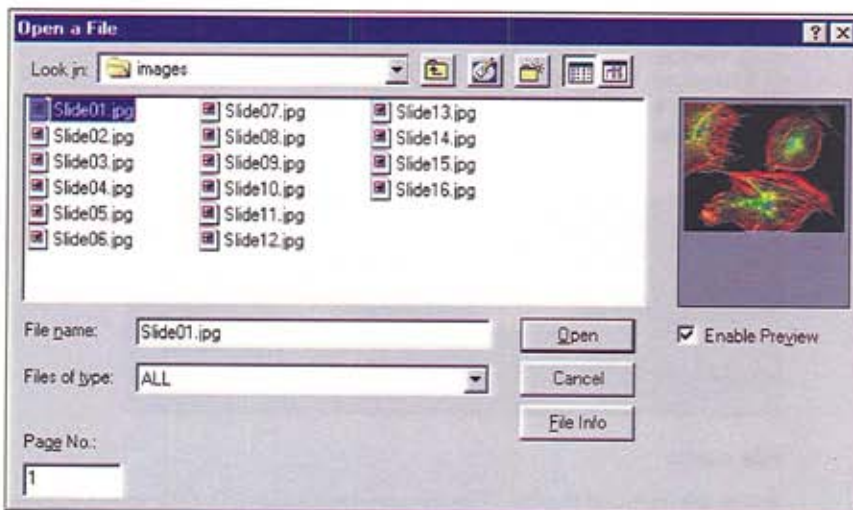 Open a File
Look in: images
Slide01.jpg
Slide02.jpg
Slide03.jpg
Slide04.jpg
Slide05.jpg
Slide06.jpg
Slide07.jpg
Slide08.jpg
Slide09.jpg
Slide10.jpg
Slide11.jpg
Slide12.jpg
Slide13.jpg
Slide14.jpg
Slide15.jpg
Slide16.jpg
File name: Slide01.jpg
Open
Enable Preview
Files of type: ALL
Cancel
File Info
Page No.:
1